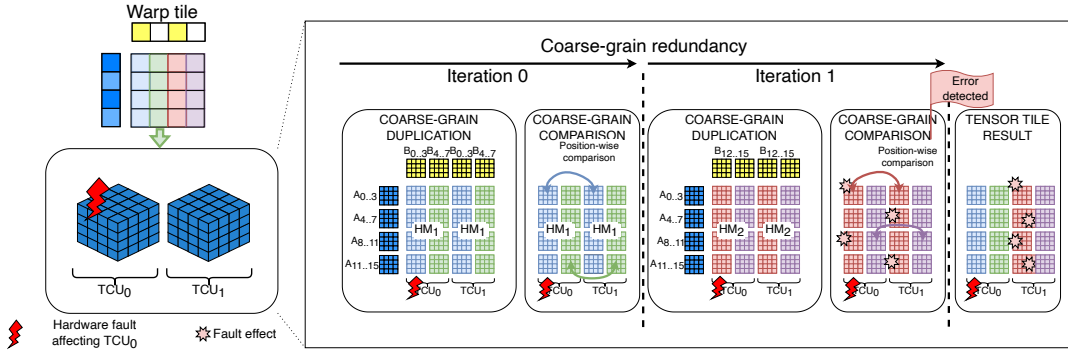 Warp tile
TCU0
TCU1
Hardware fault
affecting TCU0
Fault effect
Coarse-grain redundancy
Iteration 0
Iteration 1
Error
detected
COARSE-GRAIN
DUPLICATION
B0..3 B4..7 B0..3 B4..7
A0..3
A4..7
A8..11
A11..15
HM1 HM1
TCU0 TCU1
COARSE-GRAIN
COMPARISON
Position-wise
comparison
HM1 HM1
TCU0 TCU1
COARSE-GRAIN
DUPLICATION
B12..15 B12..15
A0..3
A4..7
A8..11
A11..15
HM2 HM2
TCU0 TCU1
COARSE-GRAIN
COMPARISON
Position-wise
comparison
TCU0 TCU1
TENSOR TILE
RESULT
TCU0 TCU1